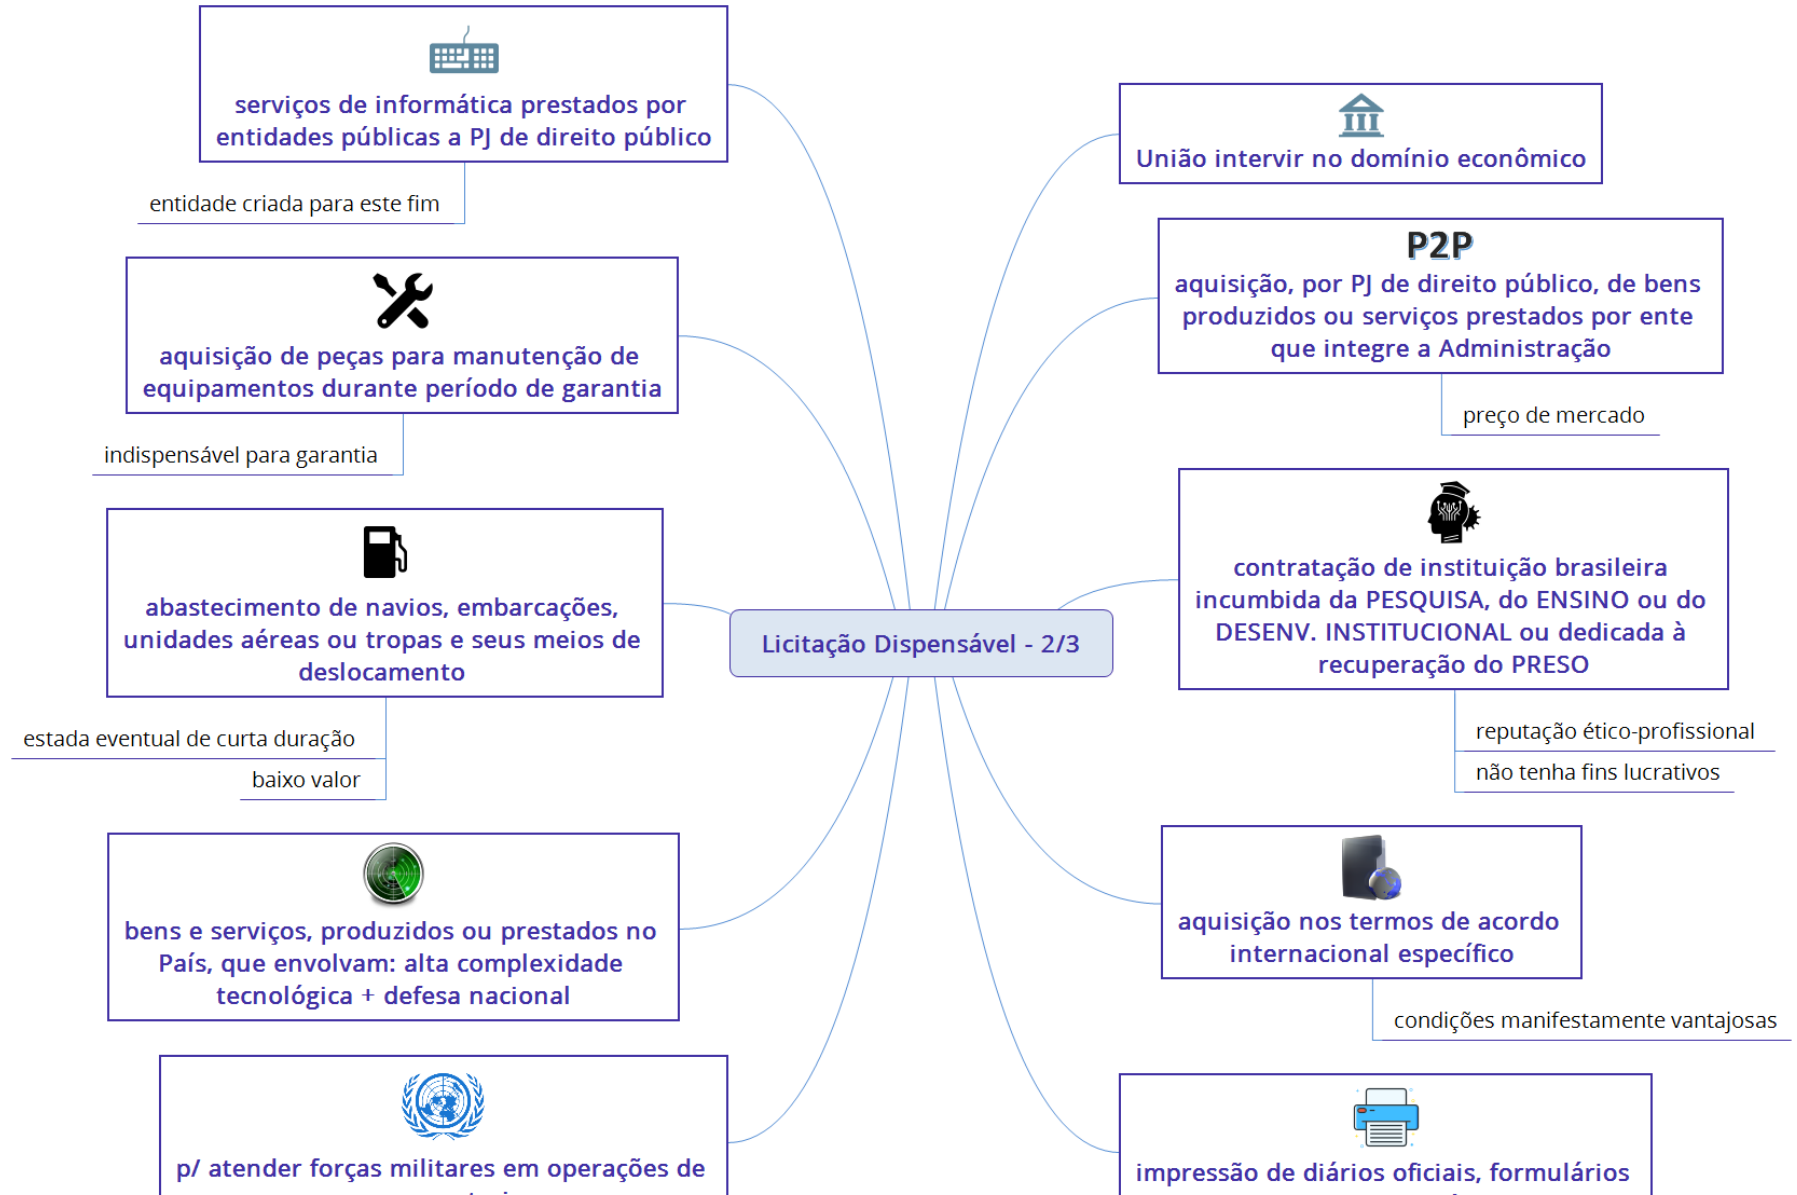 serviços de informática prestados por
entidades públicas a PJ de direito público
entidade criada para este fim
aquisição de peças para manutenção de
equipamentos durante período de garantia
indispensável para garantia
abastecimento de navios, embarcações,
unidades aéreas ou tropas e seus meios de
deslocamento
estada eventual de curta duração
baixo valor
bens e serviços, produzidos ou prestados no
País, que envolvam: alta complexidade
tecnológica + defesa nacional
p/ atender forças militares em operações de
Licitação Dispensável - 2/3
União intervir no domínio econômico
P2P
aquisição, por PJ de direito público, de bens
produzidos ou serviços prestados por ente
que integre a Administração
preço de mercado
contratação de instituição brasileira
incumbida da PESQUISA, do ENSINO ou do
DESENV. INSTITUCIONAL ou dedicada à
recuperação do PRESO
reputação ético-profissional
não tenha fins lucrativos
aquisição nos termos de acordo
internacional específico
condições manifestamente vantajosas
impressão de diários oficiais, formulários